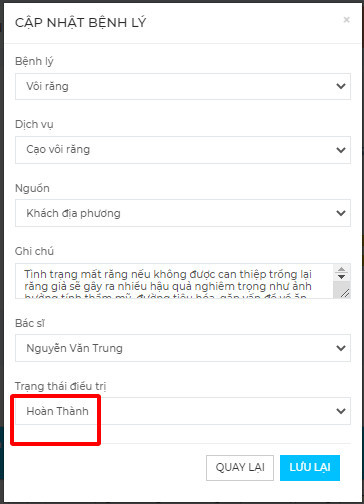 CẬP NHẬT BỆNH LÝ
×
Bệnh lý
Vôi răng
Dịch vụ
Cạo vôi răng
Nguồn
Khách địa phương
Ghi chú
Tình trạng mất răng nếu không được can thiệp trồng lại
răng giả sẽ gây ra nhiều hậu quả nghiêm trọng như ảnh
hưởng tính thẩm mỹ, đường tiêu hóa, gặp vấn đề về ăn
Bác sĩ
Nguyễn Văn Trung
Trạng thái điều trị
Hoàn Thành
QUAY LẠI
LƯU LẠI